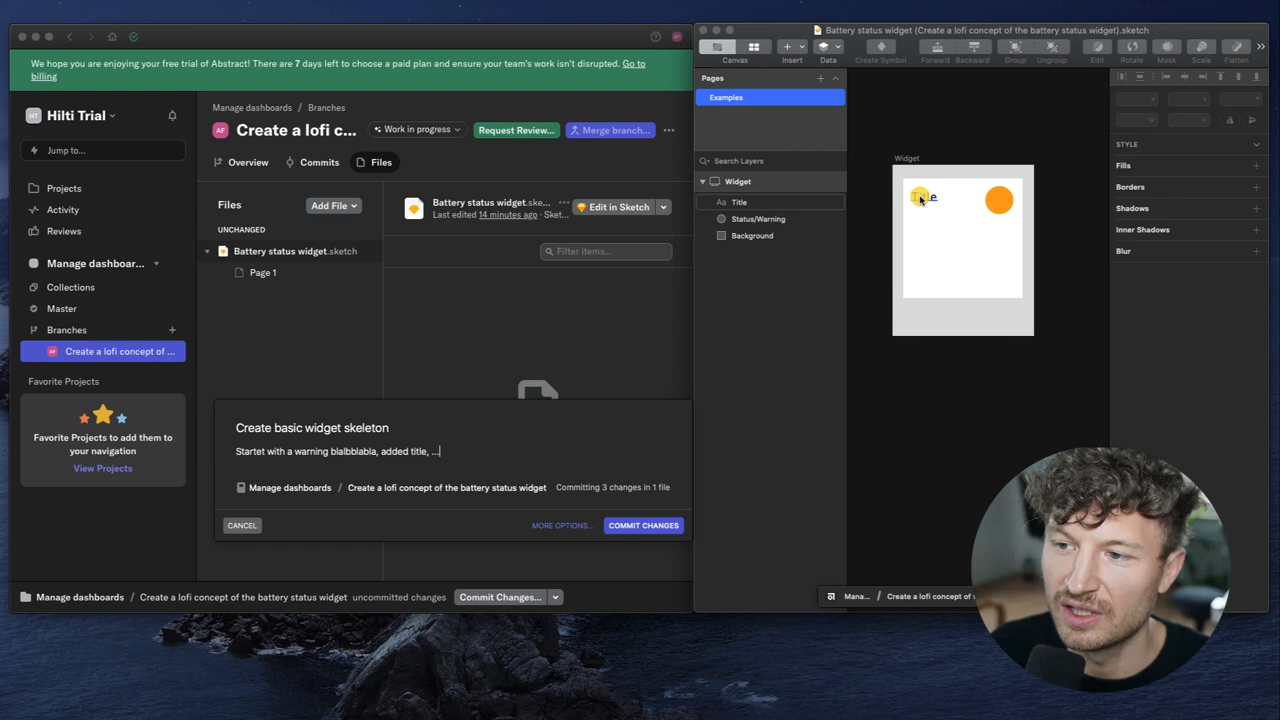 We hope you are enjoying your free trial of Abstract! There are 7 days left to choose a paid plan and ensure your team's work isn't disrupted. Go to
billing
HT
Hilti Trial
Jump to...
Projects
Activity
Reviews
Manage dashboar...
Collections
Master
Branches
AF
Create a lofi concept of ...
Favorite Projects
Favorite Projects to add them to
your navigation
View Projects
Manage dashboards / Branches
AF
Create a lofi c...
Work in progress
Request Review...
Merge branch...
Overview
Commits
Files
Files
Add File
UNCHANGED
Battery status widget.sketch
Page 1
Battery status widget.ske...
Last edited 14 minutes ago · Sket...
Edit in Sketch
Filter items...
Create basic widget skeleton
Startet with a warning blalbblabla, added title, ...
Manage dashboards / Create a lofi concept of the battery status widget
Committing 3 changes in 1 file
CANCEL
MORE OPTIONS...
COMMIT CHANGES
Manage dashboards / Create a lofi concept of the battery status widget uncommitted changes
Commit Changes...
Battery status widget (Create a lofi concept of the battery status widget).sketch
Canvas
Insert
Data
Create Symbol
Forward
Backward
Group
Ungroup
Edit
Rotate
Mask
Scale
Flatten
Pages
Examples
Search Layers
Widget
Aa Title
Status/Warning
Background
Widget
Title
STYLE
Fills
Borders
Shadows
Inner Shadows
Blur
Mana... / Create a lofi concept of t